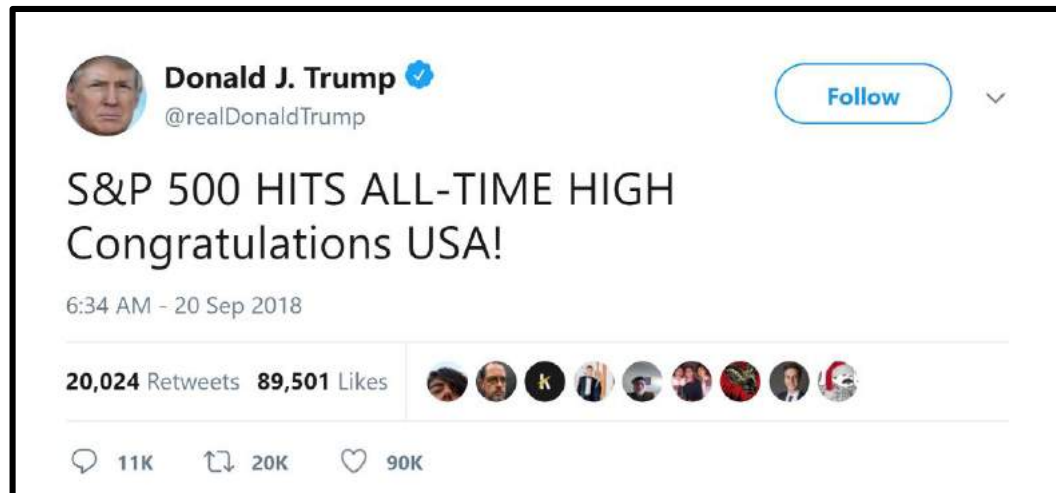 Donald J. Trump
@realDonaldTrump
Follow
S&P 500 HITS ALL-TIME HIGH
Congratulations USA!
6:34 AM - 20 Sep 2018
20,024 Retweets 89,501 Likes
k
11K 20K 90K